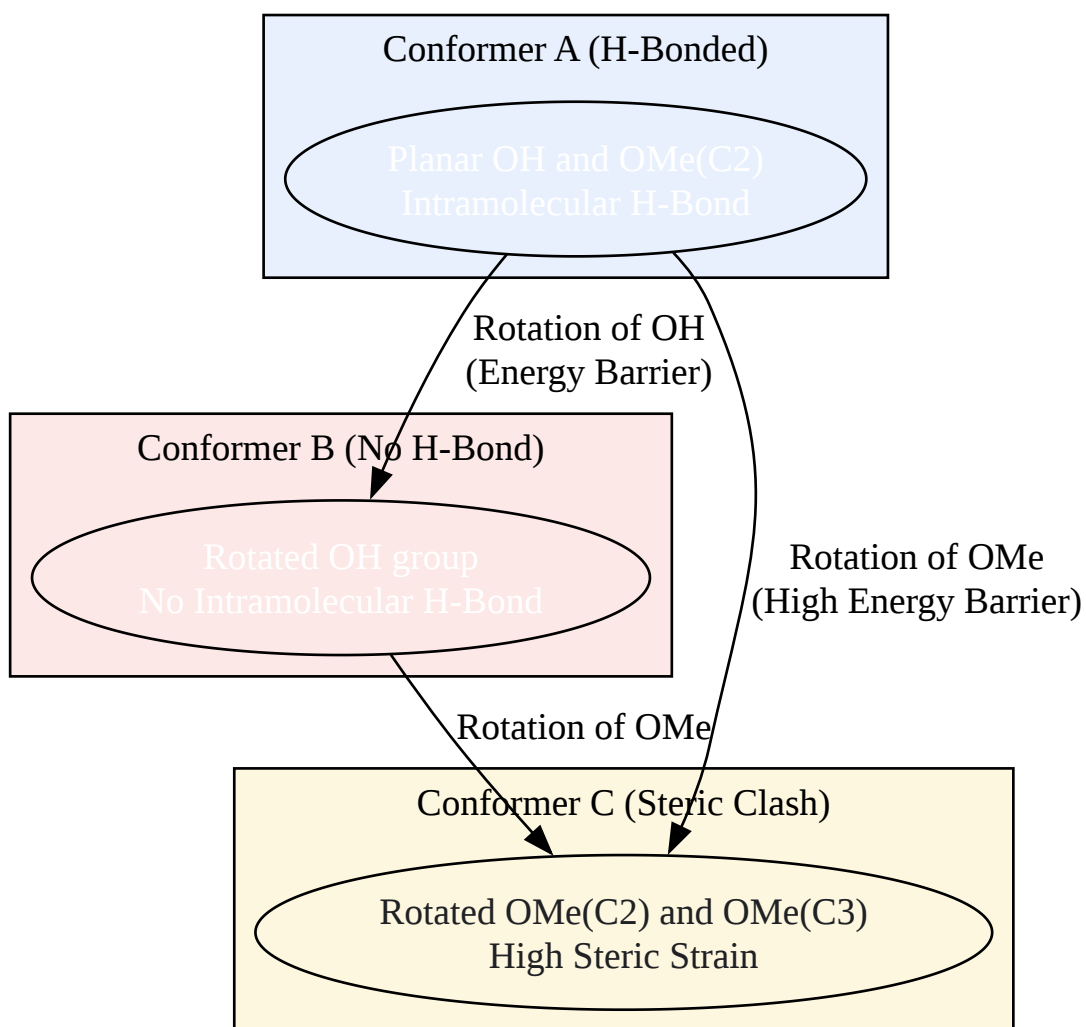 Conformer A (H-Bonded)
Planar OH and OMe(C2)
Intramolecular H-Bond
Rotation of OH
(Energy Barrier)
Conformer B (No H-Bond)
Rotated OH group
No Intramolecular H-Bond
Rotation of OMe
(High Energy Barrier)
Rotation of OMe
Conformer C (Steric Clash)
Rotated OMe(C2) and OMe(C3)
High Steric Strain